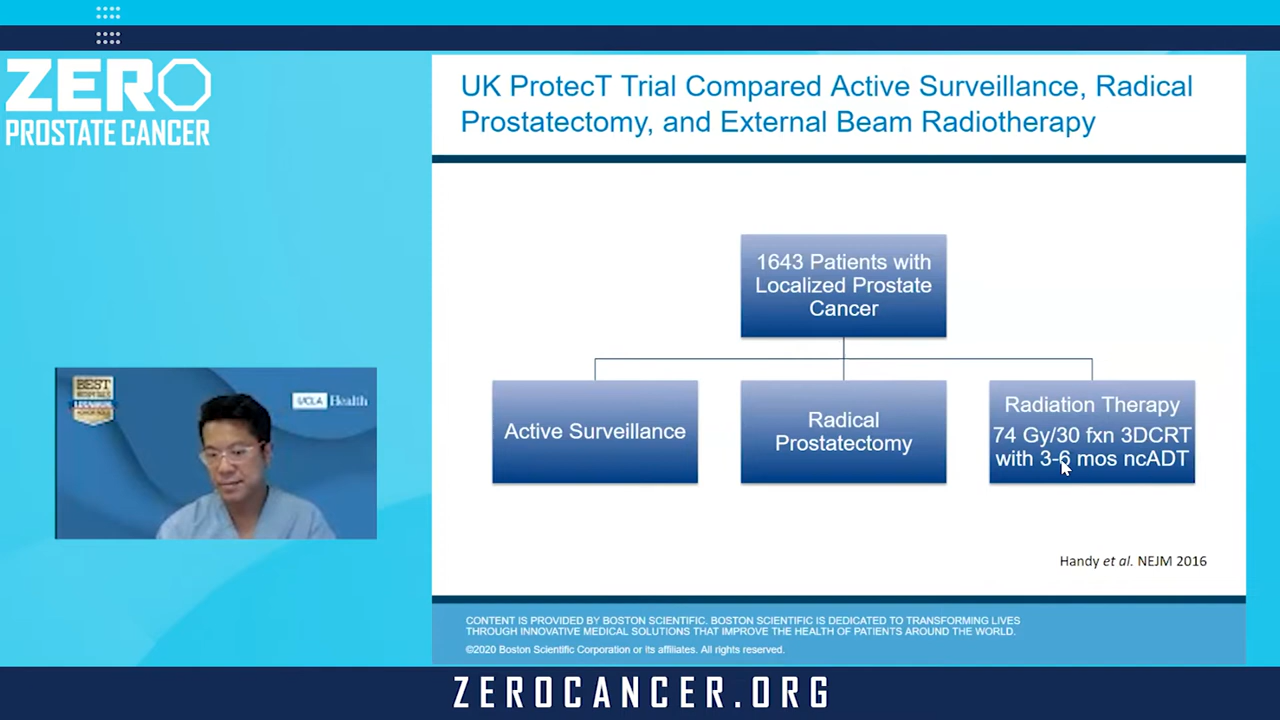 ZERO
PROSTATE CANCER
UK ProtecT Trial Compared Active Surveillance, Radical
Prostatectomy, and External Beam Radiotherapy
1643 Patients with
Localized Prostate
Cancer
Active Surveillance
Radical
Prostatectomy
Radiation Therapy
74 Gy/30 fxn 3DCRT
with 3-6 mos ncADT
Handy et al. NEJM 2016
BEST
HOSPITALS
UCLA Health
CONTENT IS PROVIDED BY BOSTON SCIENTIFIC. BOSTON SCIENTIFIC IS DEDICATED TO TRANSFORMING LIVES
THROUGH INNOVATIVE MEDICAL SOLUTIONS THAT IMPROVE THE HEALTH OF PATIENTS AROUND THE WORLD.
©2020 Boston Scientific Corporation or its affiliates. All rights reserved.
ZEROCANCER.ORG